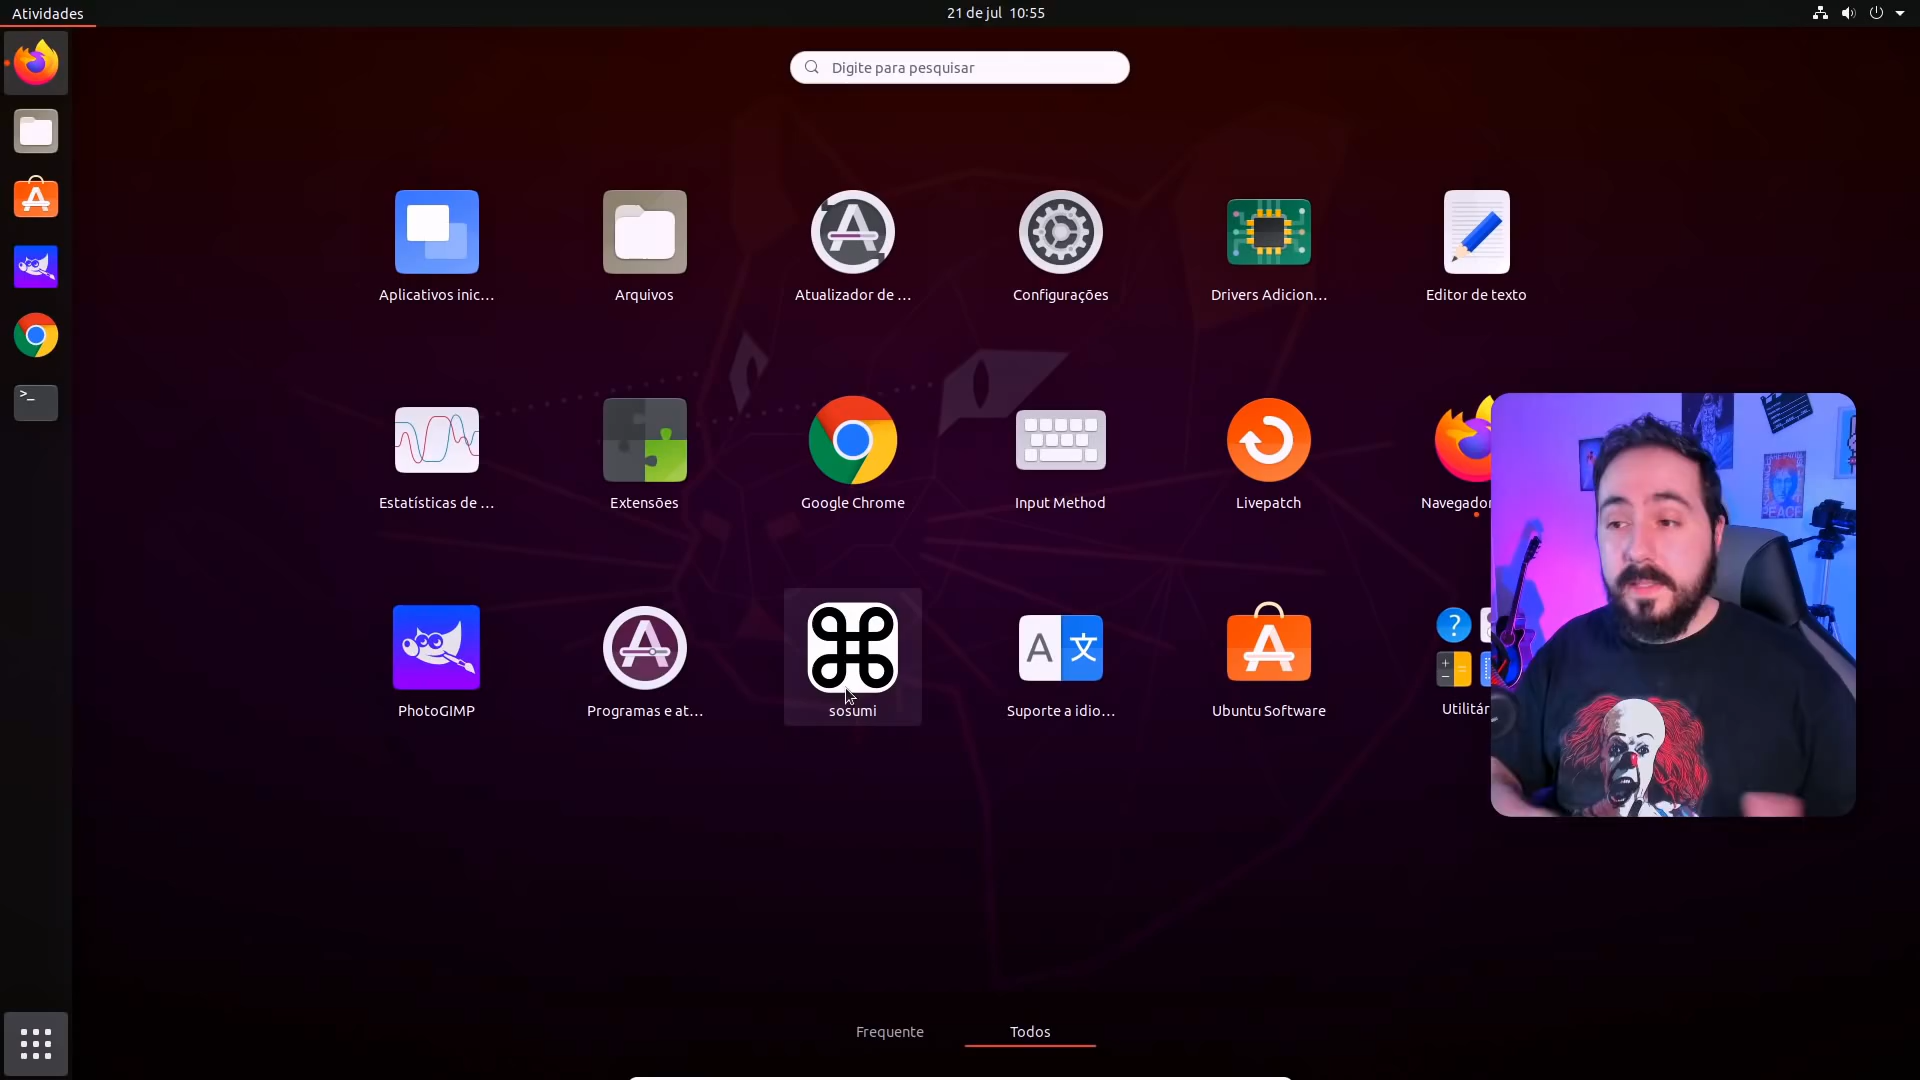 Atividades
21 de jul 10:55
Digite para pesquisar
Aplicativos inic...
Arquivos
Atualizador de ...
Configurações
Drivers Adicion...
Editor de texto
>_
Estatísticas de ...
Extensões
Google Chrome
Input Method
Livepatch
Navegador
PEACE
A 文
?
PhotoGIMP
Programas e at...
sosumi
Suporte a idio...
Ubuntu Software
Utilitár
Frequente
Todos